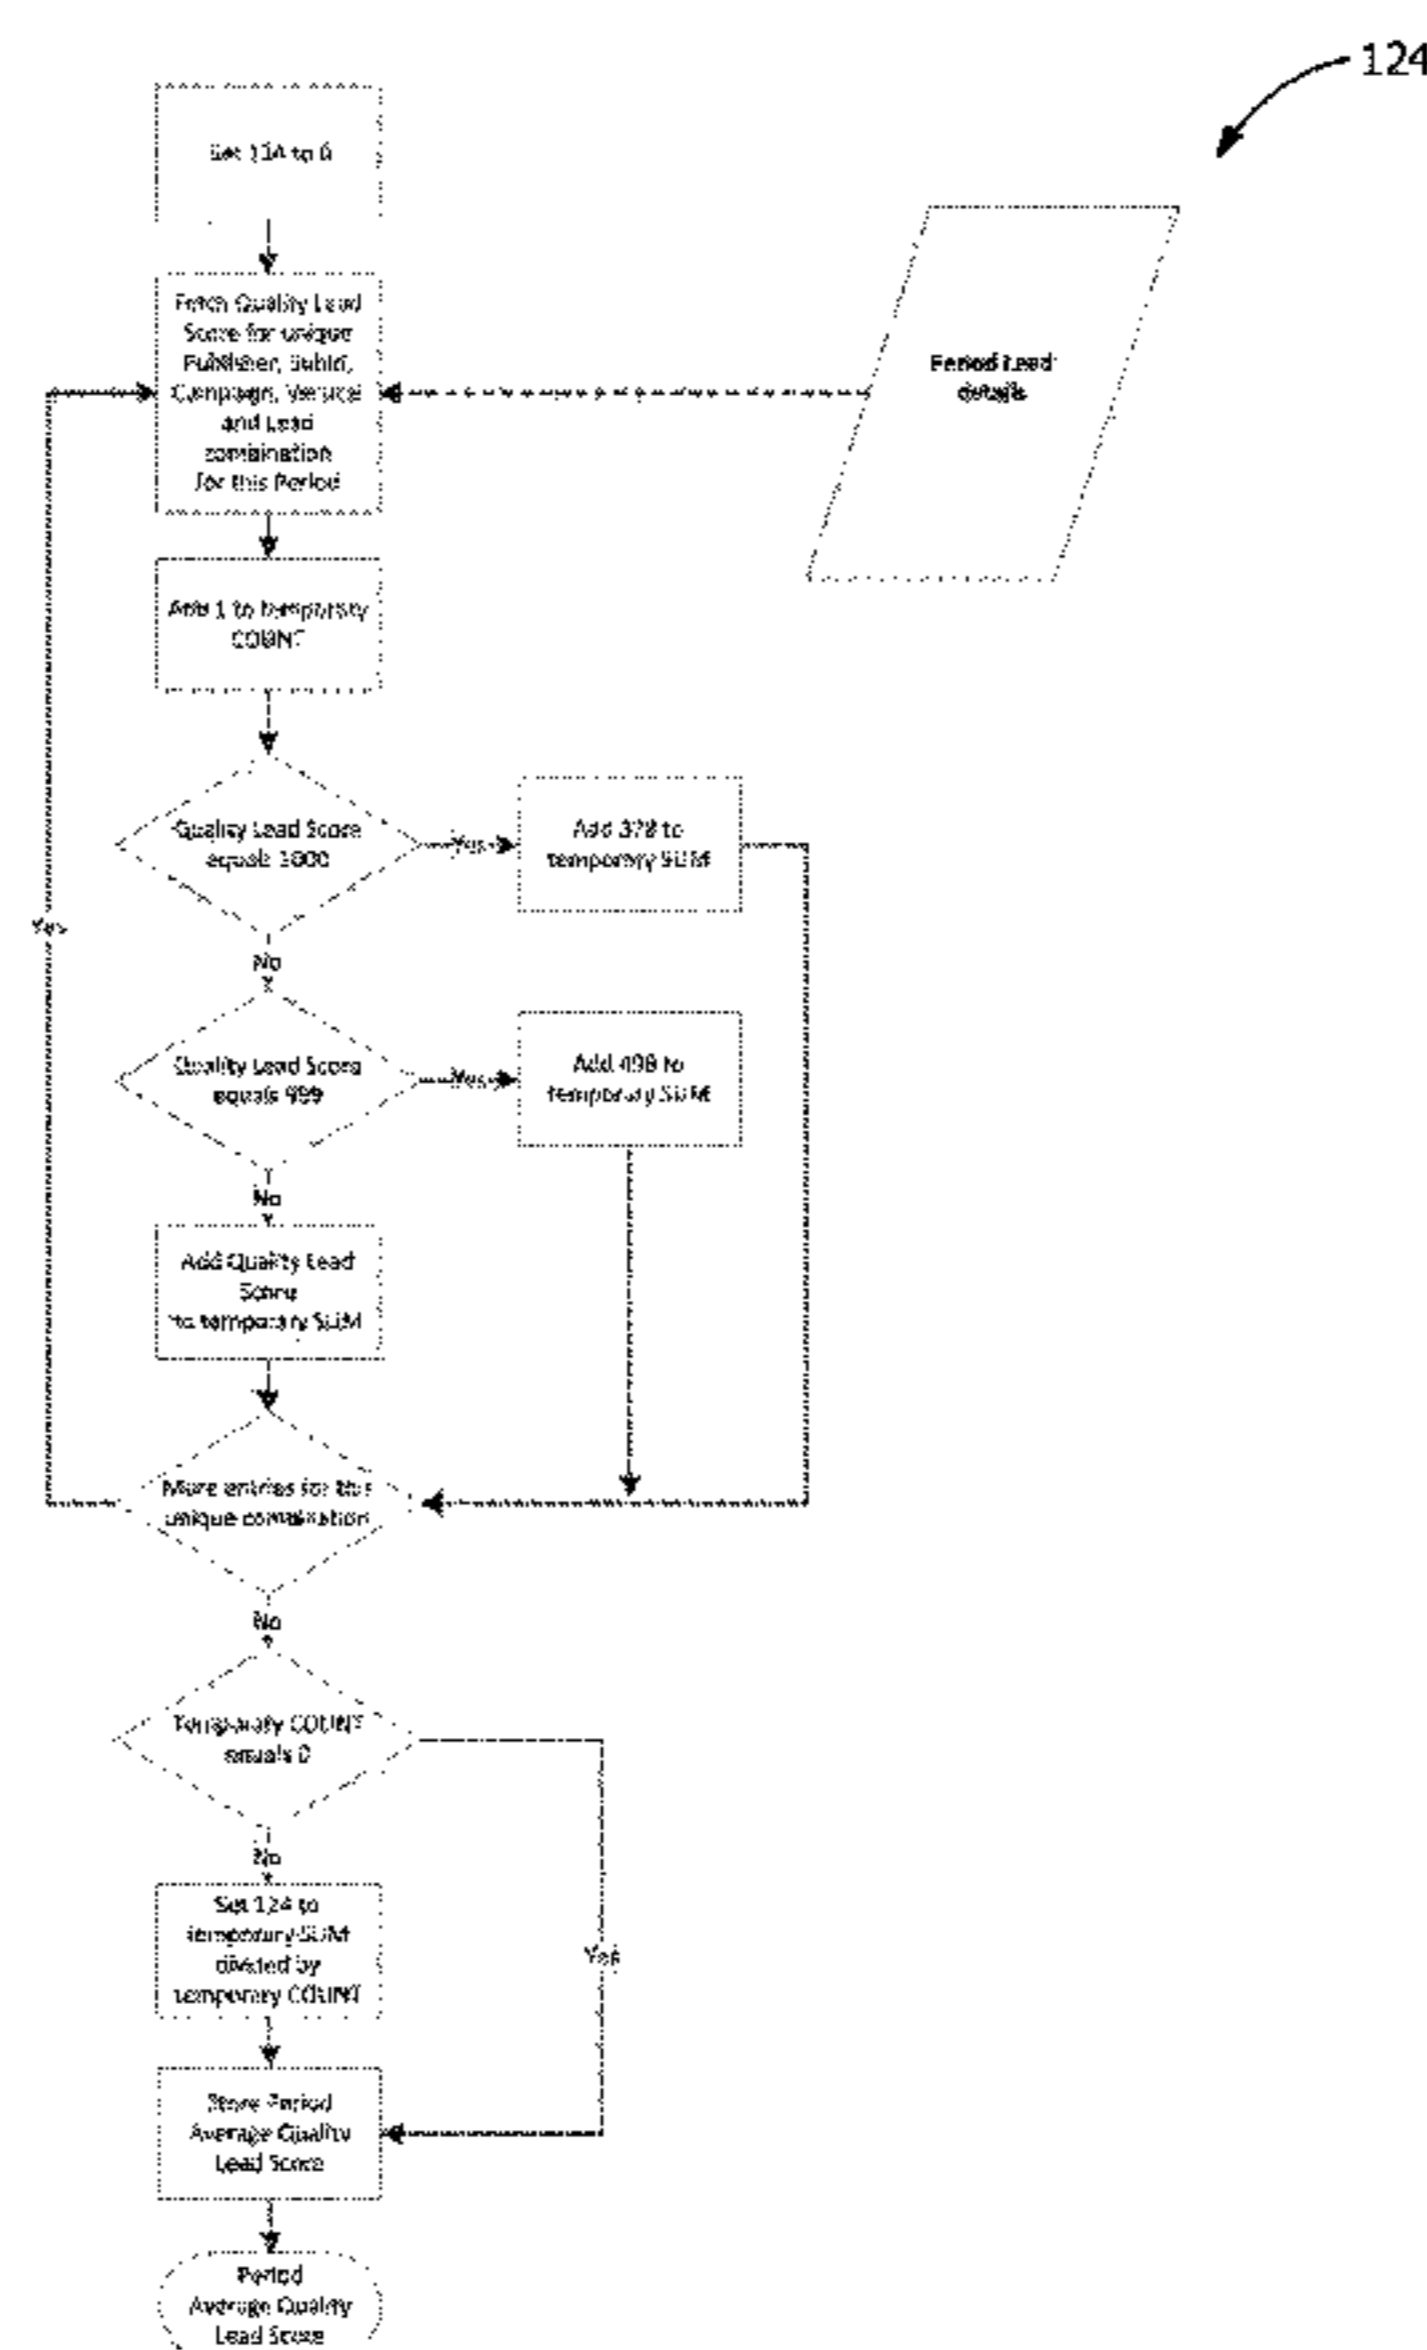 124
Set 124 to 0
Fetch Quality Lead
Score for unique
Publisher, SubId,
Campaign, Vertical
and Lead
combination
for this Period
Period Lead
details
Add 1 to temporary
COUNT
Quality Lead Score
equals 1000
Yes
Add 378 to
temporary SUM
Yes
No
Quality Lead Score
equals 999
Yes
Add 498 to
temporary SUM
No
Add Quality Lead
Score
to temporary SUM
More entries for this
unique combination
No
Temporary COUNT
equals 0
No
Set 124 to
temporary SUM
divided by
temporary COUNT
Yes
Store Period
Average Quality
Lead Score
Period
Average Quality
Lead Score